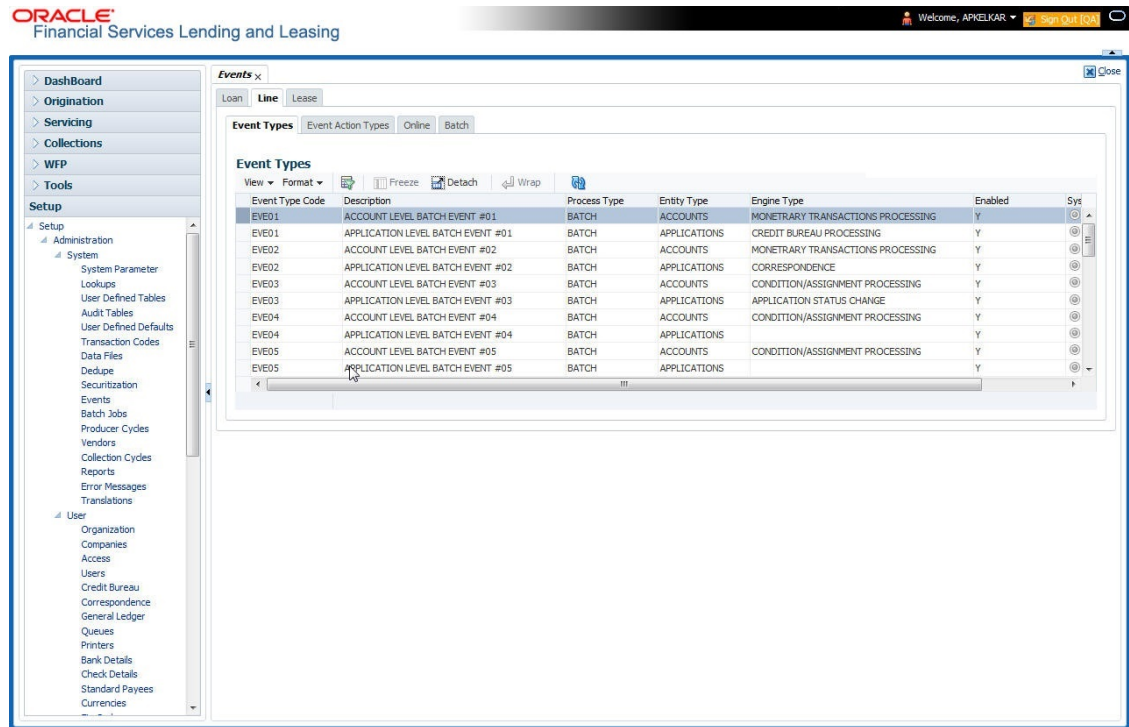 ORACLE
Financial Services Lending and Leasing
Welcome, APKELKAR
Sign Out [QA]
Close
DashBoard
Origination
Servicing
Collections
WFP
Tools
Setup
Setup
Administration
System
System Parameter
Lookups
User Defined Tables
Audit Tables
User Defined Defaults
Transaction Codes
Data Files
Dedupe
Securitization
Events
Batch Jobs
Producer Cycles
Vendors
Collection Cycles
Reports
Error Messages
Translations
User
Organization
Companies
Access
Users
Credit Bureau
Correspondence
General Ledger
Queues
Printers
Bank Details
Check Details
Standard Payees
Currencies
Events
Loan Line Lease
Event Types Event Action Types Online Batch
Event Types
View Format Freeze Detach Wrap
Event Type Code Description Process Type Entity Type Engine Type Enabled Sys
EVE01 ACCOUNT LEVEL BATCH EVENT #01 BATCH ACCOUNTS MONETRARY TRANSACTIONS PROCESSING Y
EVE01 APPLICATION LEVEL BATCH EVENT #01 BATCH APPLICATIONS CREDIT BUREAU PROCESSING Y
EVE02 ACCOUNT LEVEL BATCH EVENT #02 BATCH ACCOUNTS MONETRARY TRANSACTIONS PROCESSING Y
EVE02 APPLICATION LEVEL BATCH EVENT #02 BATCH APPLICATIONS CORRESPONDENCE Y
EVE03 ACCOUNT LEVEL BATCH EVENT #03 BATCH ACCOUNTS CONDITION/ASSIGNMENT PROCESSING Y
EVE03 APPLICATION LEVEL BATCH EVENT #03 BATCH APPLICATIONS APPLICATION STATUS CHANGE Y
EVE04 ACCOUNT LEVEL BATCH EVENT #04 BATCH ACCOUNTS CONDITION/ASSIGNMENT PROCESSING Y
EVE04 APPLICATION LEVEL BATCH EVENT #04 BATCH APPLICATIONS Y
EVE05 ACCOUNT LEVEL BATCH EVENT #05 BATCH ACCOUNTS CONDITION/ASSIGNMENT PROCESSING Y
EVE05 APPLICATION LEVEL BATCH EVENT #05 BATCH APPLICATIONS Y